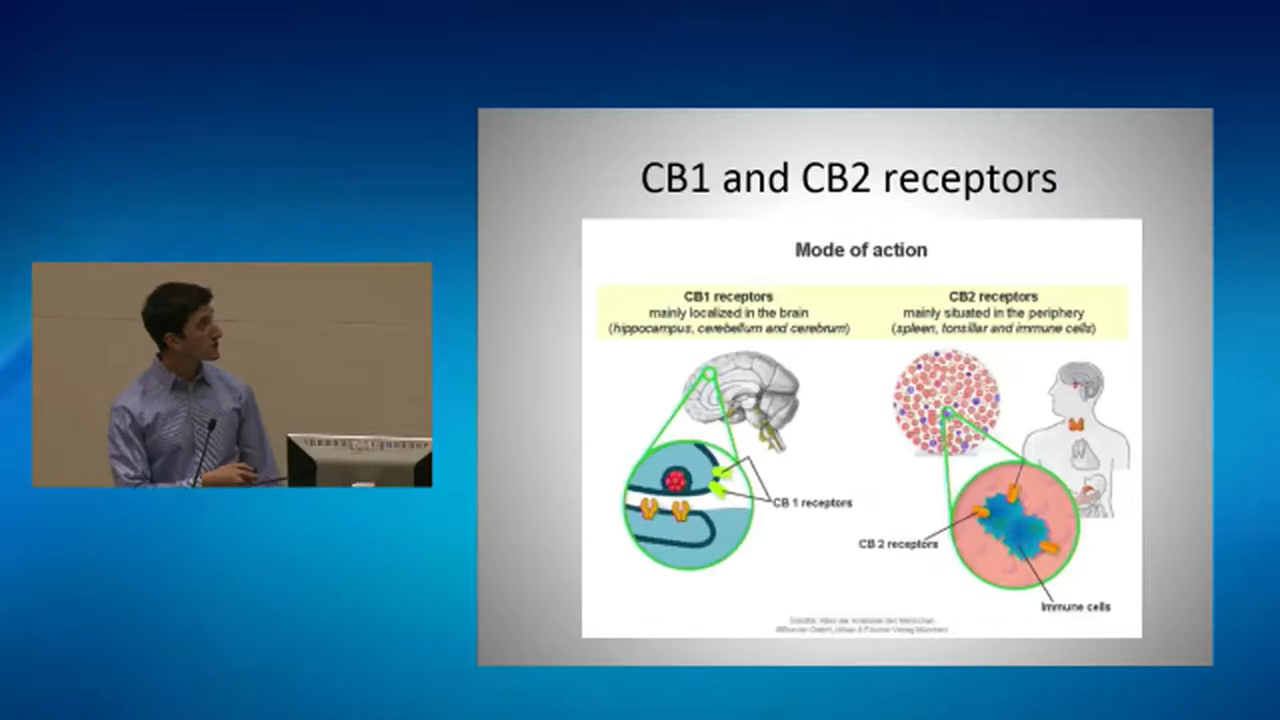 CB1 and CB2 receptors
Mode of action
CB1 receptors
mainly localized in the brain
(hippocampus, cerebellum and cerebrum)
CB2 receptors
mainly situated in the periphery
(spleen, tonsillar and immune cells)
CB 1 receptors
CB 2 receptors
Immune cells